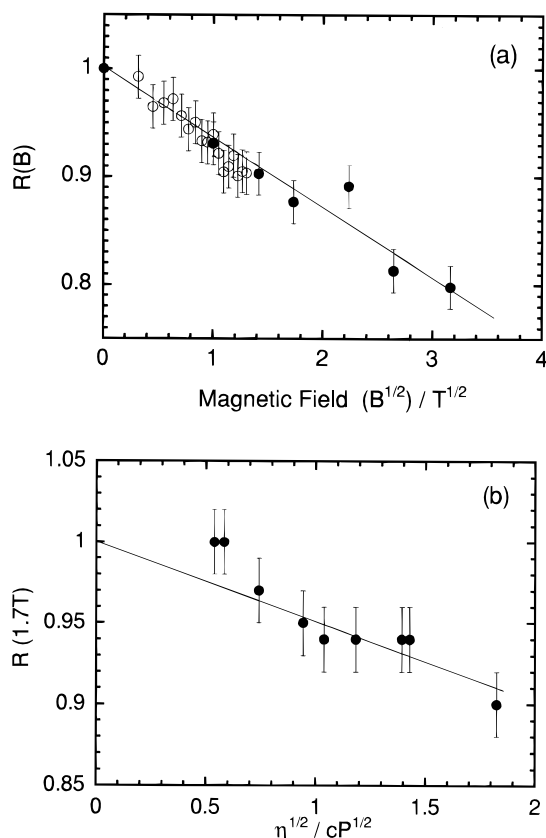 (a)
1
0.9
0.8
R(B)
0 1 2 3 4
Magnetic Field (B^1/2) / T^1/2
1.05
(b)
1
0.95
0.9
0.85
R (1.7T)
0 0.5 1 1.5 2
η^1/2 / cP^1/2